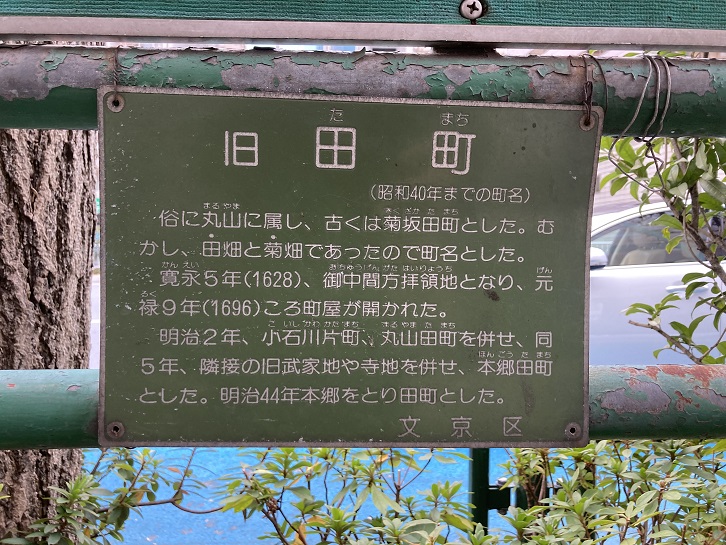 旧 田 町
た まち
（昭和40年までの町名）
俗に丸山に属し、古くは菊坂田町とした。む
かし、田畑と菊畑であったので町名とした。
寛永５年(1628)、御中間方拝領地となり、元
禄９年(1696)ころ町屋が開かれた。
明治２年、小石川片町、丸山田町を併せ、同
５年、隣接の旧武家地や寺地を併せ、本郷田町
とした。明治44年本郷をとり田町とした。
文 京 区